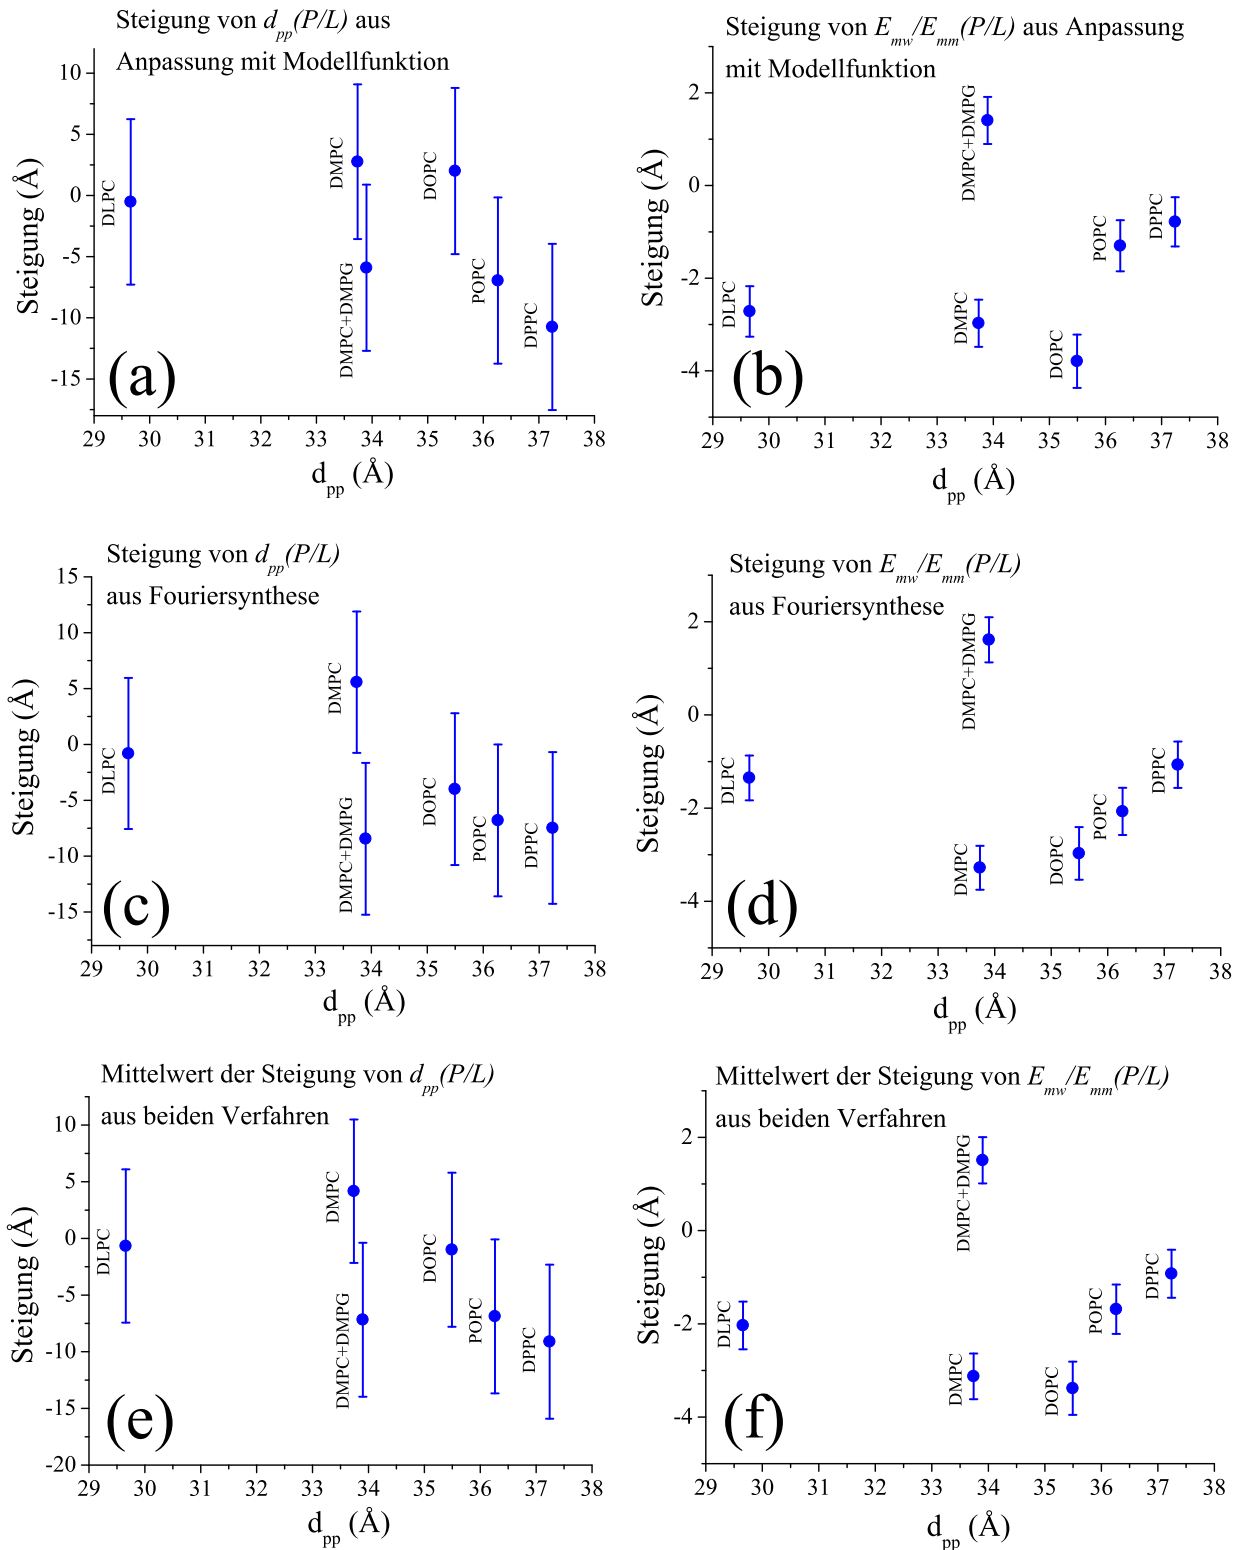 Steigung von d_pp(P/L) aus
Anpassung mit Modellfunktion
10
5
0
-5
-10
-15
Steigung (Å)
DLPC
DMPC
DMPC+DMPG
DOPC
POPC
DPPC
(a)
29 30 31 32 33 34 35 36 37 38
d_pp (Å)
Steigung von E_mw/E_mm(P/L) aus Anpassung
mit Modellfunktion
2
0
-2
-4
Steigung (Å)
DLPC
DMPC
DMPC+DMPG
DOPC
POPC
DPPC
(b)
29 30 31 32 33 34 35 36 37 38
d_pp (Å)
Steigung von d_pp(P/L)
aus Fouriersynthese
15
10
5
0
-5
-10
-15
Steigung (Å)
DLPC
DMPC
DMPC+DMPG
DOPC
POPC
DPPC
(c)
29 30 31 32 33 34 35 36 37 38
d_pp (Å)
Steigung von E_mw/E_mm(P/L)
aus Fouriersynthese
2
0
-2
-4
Steigung (Å)
DLPC
DMPC
DMPC+DMPG
DOPC
POPC
DPPC
(d)
29 30 31 32 33 34 35 36 37 38
d_pp (Å)
Mittelwert der Steigung von d_pp(P/L)
aus beiden Verfahren
10
5
0
-5
-10
-15
-20
Steigung (Å)
DLPC
DMPC
DMPC+DMPG
DOPC
POPC
DPPC
(e)
29 30 31 32 33 34 35 36 37 38
d_pp (Å)
Mittelwert der Steigung von E_mw/E_mm(P/L)
aus beiden Verfahren
2
0
-2
-4
Steigung (Å)
DLPC
DMPC
DMPC+DMPG
DOPC
POPC
DPPC
(f)
29 30 31 32 33 34 35 36 37 38
d_pp (Å)